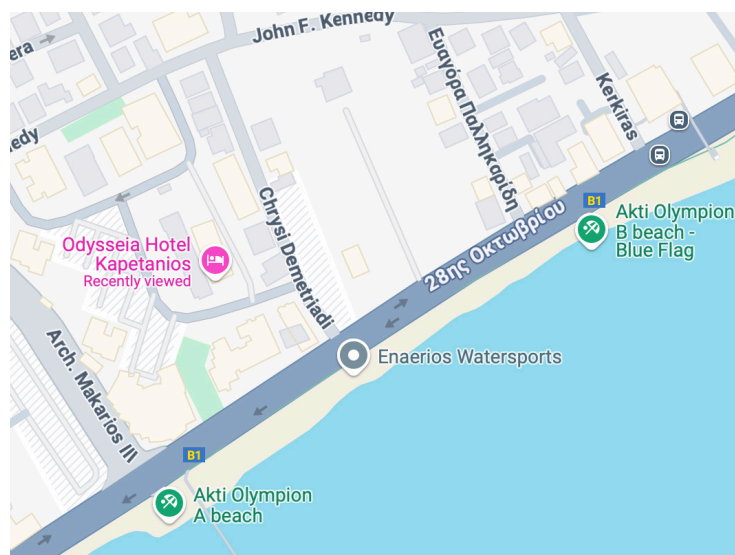 John F. Kennedy
era
nedy
Ευαγόρα Παλληκαρίδη
Kerkiras
B1
Akti Olympion
B beach -
Blue Flag
Chrysi Demetriadi
28ης Οκτωβρίου
Odysseia Hotel
Kapetanios
Recently viewed
Enaerios Watersports
Arch. Makarios III
B1
Akti Olympion
A beach